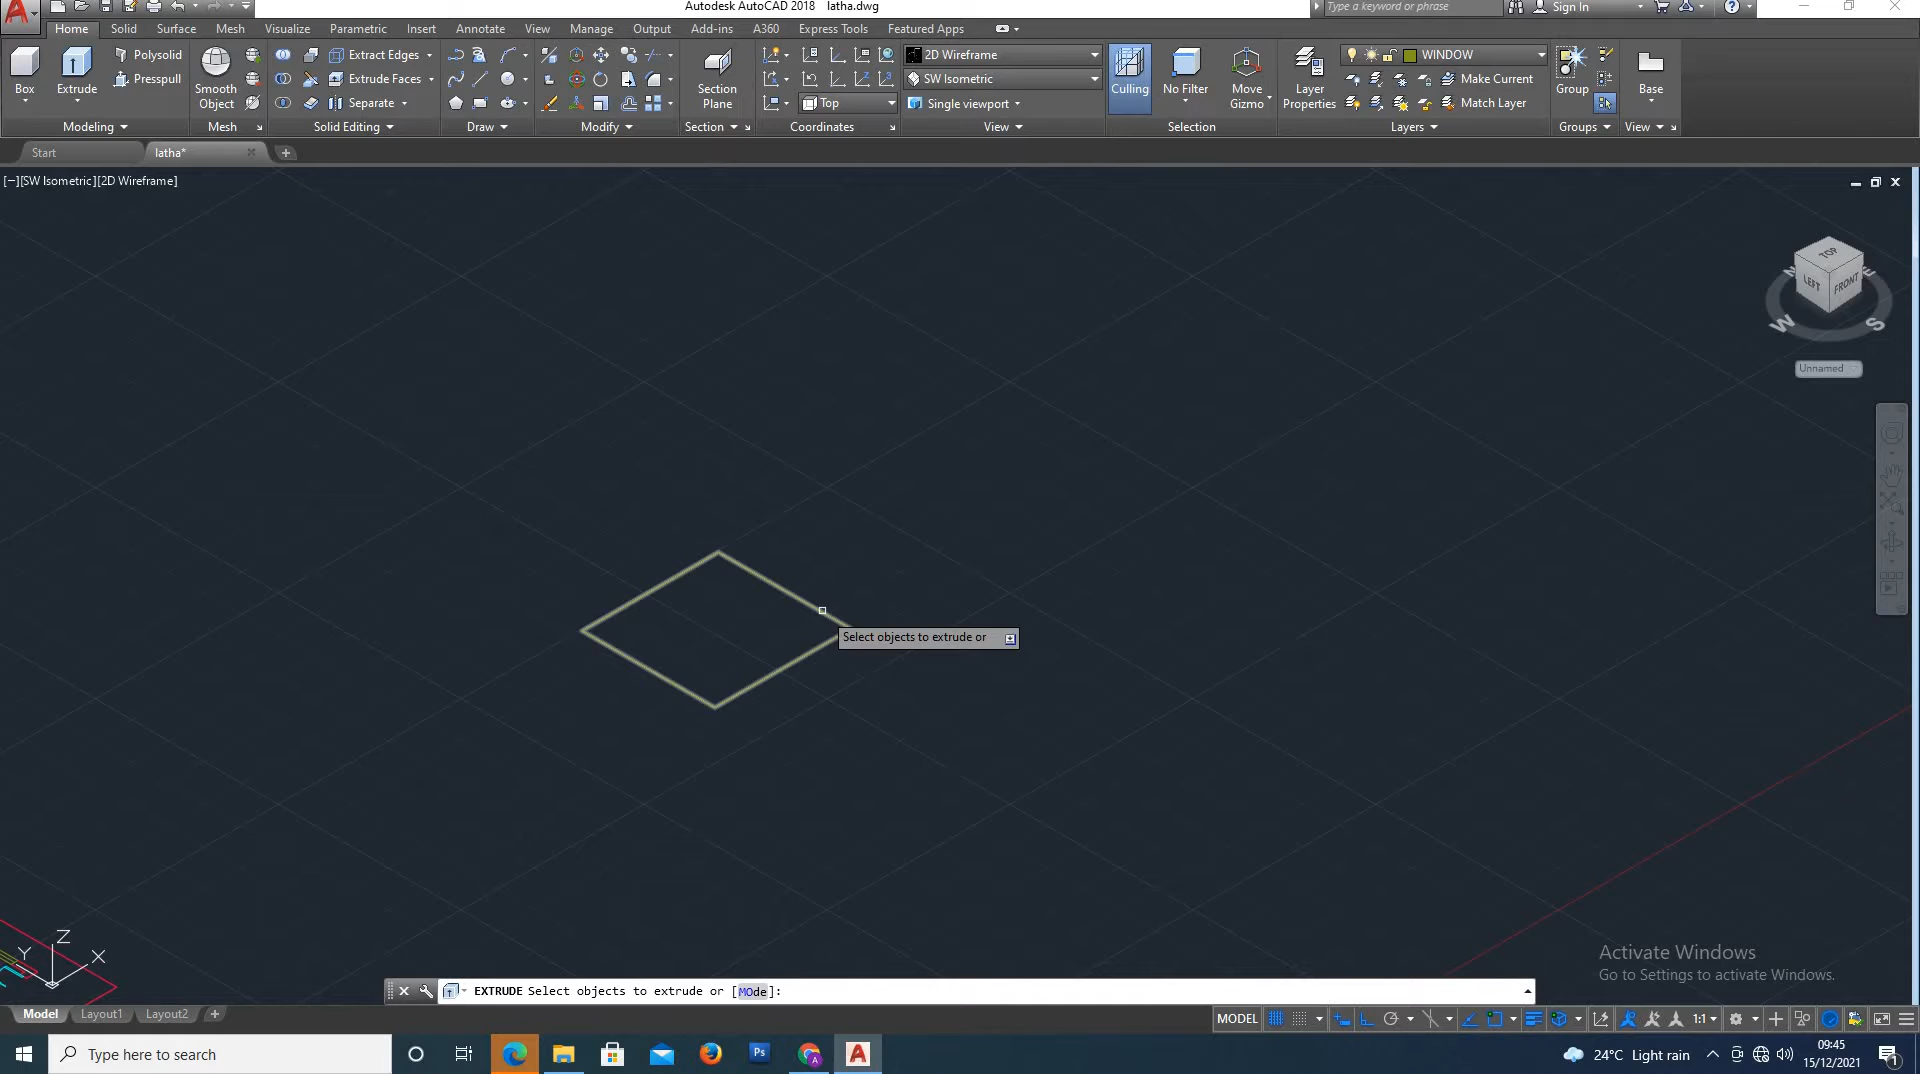 Autodesk AutoCAD 2018 latha.dwg
Type a keyword or phrase
Sign In
Home Solid Surface Mesh Visualize Parametric Insert Annotate View Manage Output Add-ins A360 Express Tools Featured Apps
Box
Extrude
Polysolid
Presspull
Smooth Object
Extract Edges
Extrude Faces
Separate
Section Plane
Top
2D Wireframe
SW Isometric
Single viewport
Culling
No Filter
Move Gizmo
Layer Properties
WINDOW
Make Current
Match Layer
Group
Base
Modeling Mesh Solid Editing Draw Modify Section Coordinates View Selection Layers Groups View
Start latha*
[−][SW Isometric][2D Wireframe]
TOP
LEFT FRONT
N E
W S
Unnamed
Select objects to extrude or
Z
Y X
Activate Windows
Go to Settings to activate Windows.
EXTRUDE Select objects to extrude or [MOde]:
Model Layout1 Layout2
MODEL 1:1
Type here to search
Ps
A
24°C Light rain
09:45
15/12/2021
1